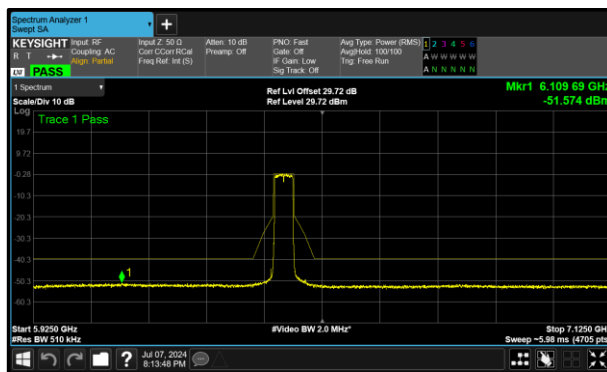 Spectrum Analyzer 1
Swept SA
+
KEYSIGHT
R T
LXI PASS
Input: RF
Coupling: AC
Align: Partial
Input Z: 50 Ω
Corr CCorr RCal
Freq Ref: Int (S)
Atten: 10 dB
Preamp: Off
PNO: Fast
Gate: Off
IF Gain: Low
Sig Track: Off
Avg Type: Power (RMS)
Avg|Hold: 100/100
Trig: Free Run
1 2 3 4 5 6
A W W W W W
A N N N N N
1 Spectrum
Scale/Div 10 dB
Ref Lvl Offset 29.72 dB
Ref Level 29.72 dBm
Mkr1 6.109 69 GHz
-51.574 dBm
Log
Trace 1 Pass
19.7
9.72
-0.28
-10.3
-20.3
-30.3
-40.3
-50.3
-60.3
1
Start 5.9250 GHz
#Res BW 510 kHz
#Video BW 2.0 MHz*
Stop 7.1250 GHz
Sweep ~5.98 ms (4705 pts
?
Jul 07, 2024
8:13:48 PM